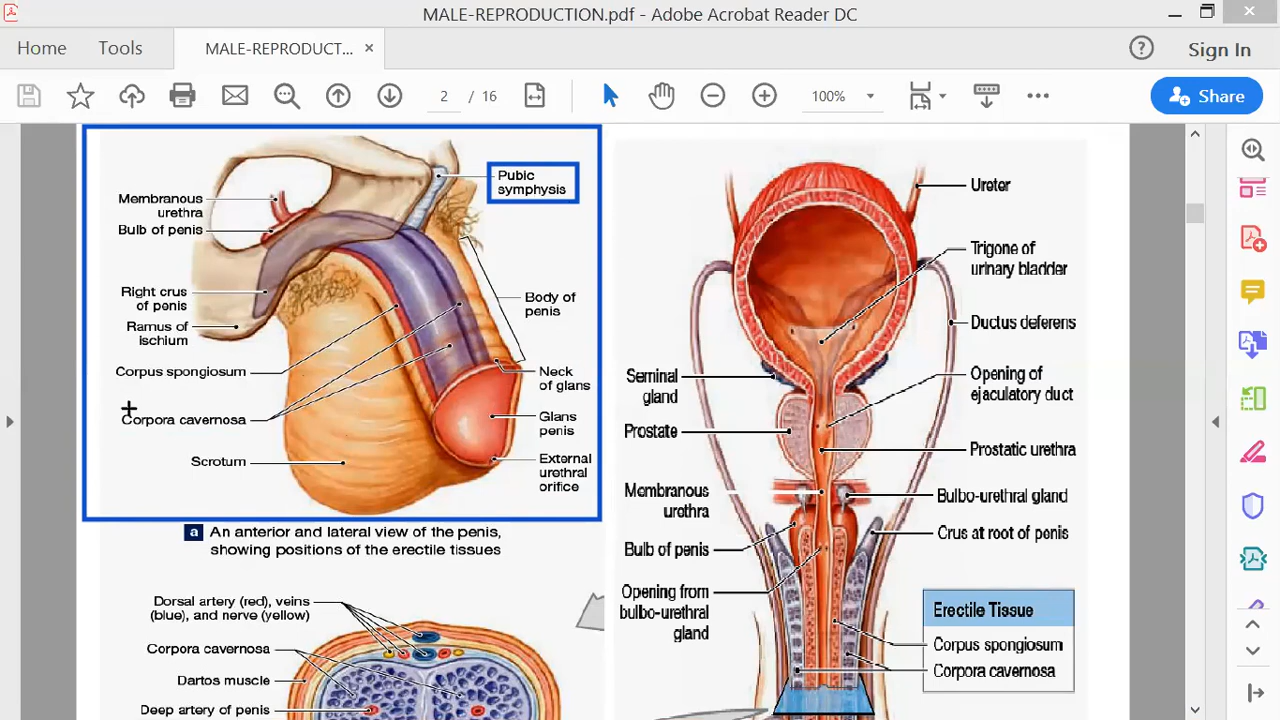 MALE-REPRODUCTION.pdf - Adobe Acrobat Reader DC
Home
Tools
MALE-REPRODUCT...
Sign In
2 / 16
100%
Share
Pubic
symphysis
Membranous
urethra
Bulb of penis
Right crus
of penis
Ramus of
ischium
Body of
penis
Corpus spongiosum
Neck
of glans
Corpora cavernosa
Glans
penis
Scrotum
External
urethral
orifice
a An anterior and lateral view of the penis,
showing positions of the erectile tissues
Dorsal artery (red), veins
(blue), and nerve (yellow)
Corpora cavernosa
Dartos muscle
Deep artery of penis
Ureter
Trigone of
urinary bladder
Ductus deferens
Seminal
gland
Opening of
ejaculatory duct
Prostate
Prostatic urethra
Membranous
urethra
Bulbo-urethral gland
Bulb of penis
Crus at root of penis
Opening from
bulbo-urethral
gland
Erectile Tissue
Corpus spongiosum
Corpora cavernosa